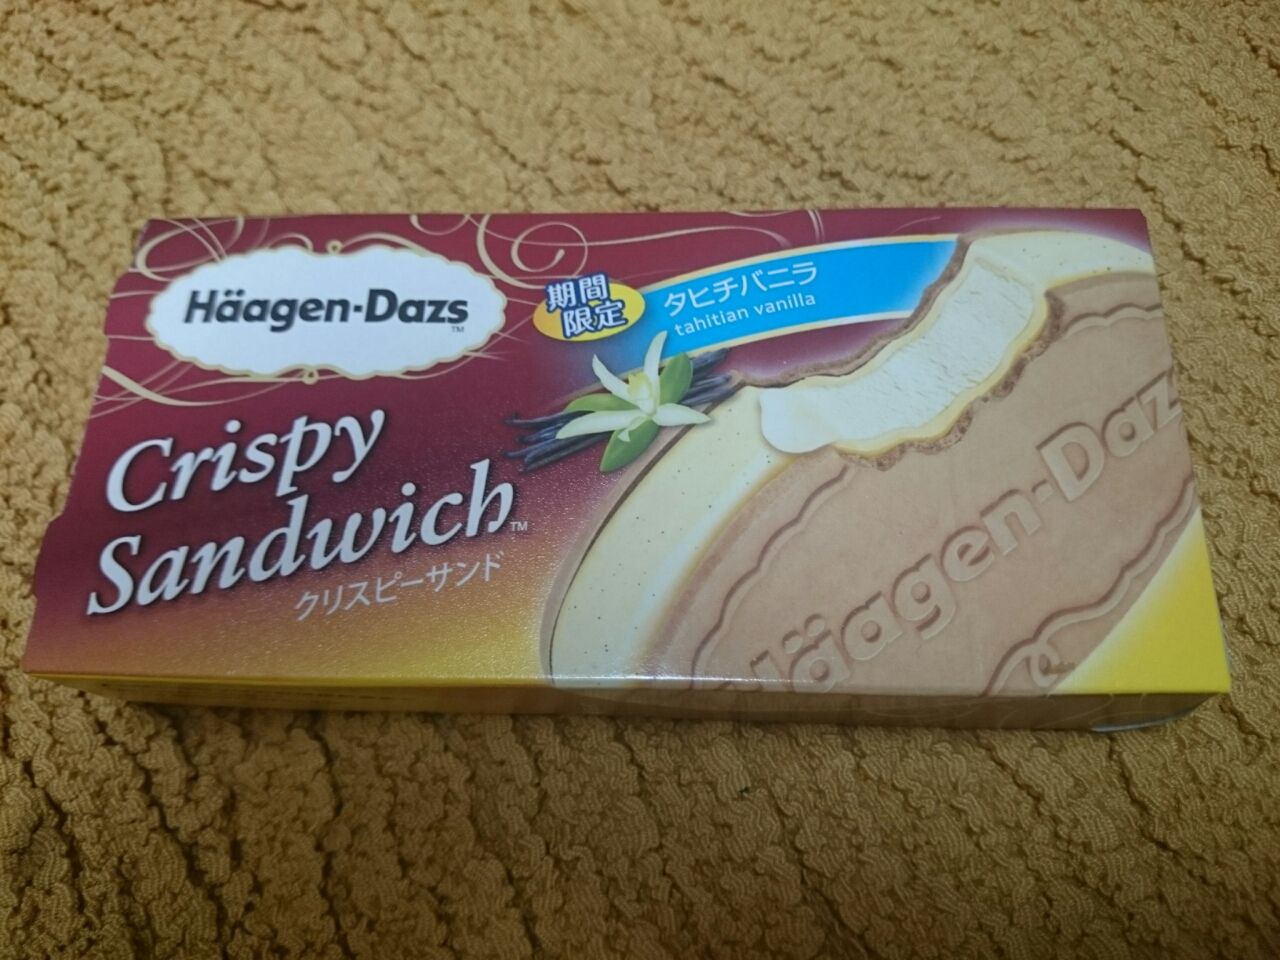 Häagen-Dazs
TM
期間
限定
タヒチバニラ
tahitian vanilla
Crispy
Sandwich
TM
クリスピーサンド
Häagen-Daz